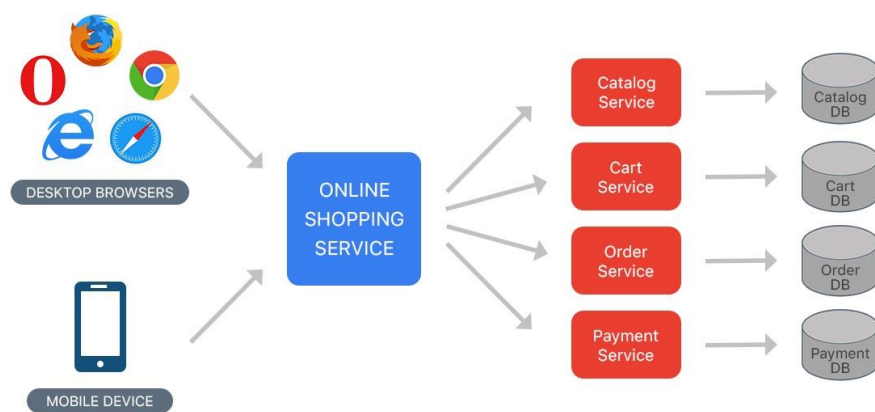 DESKTOP BROWSERS
MOBILE DEVICE
ONLINE
SHOPPING
SERVICE
Catalog
Service
Cart
Service
Order
Service
Payment
Service
Catalog
DB
Cart
DB
Order
DB
Payment
DB